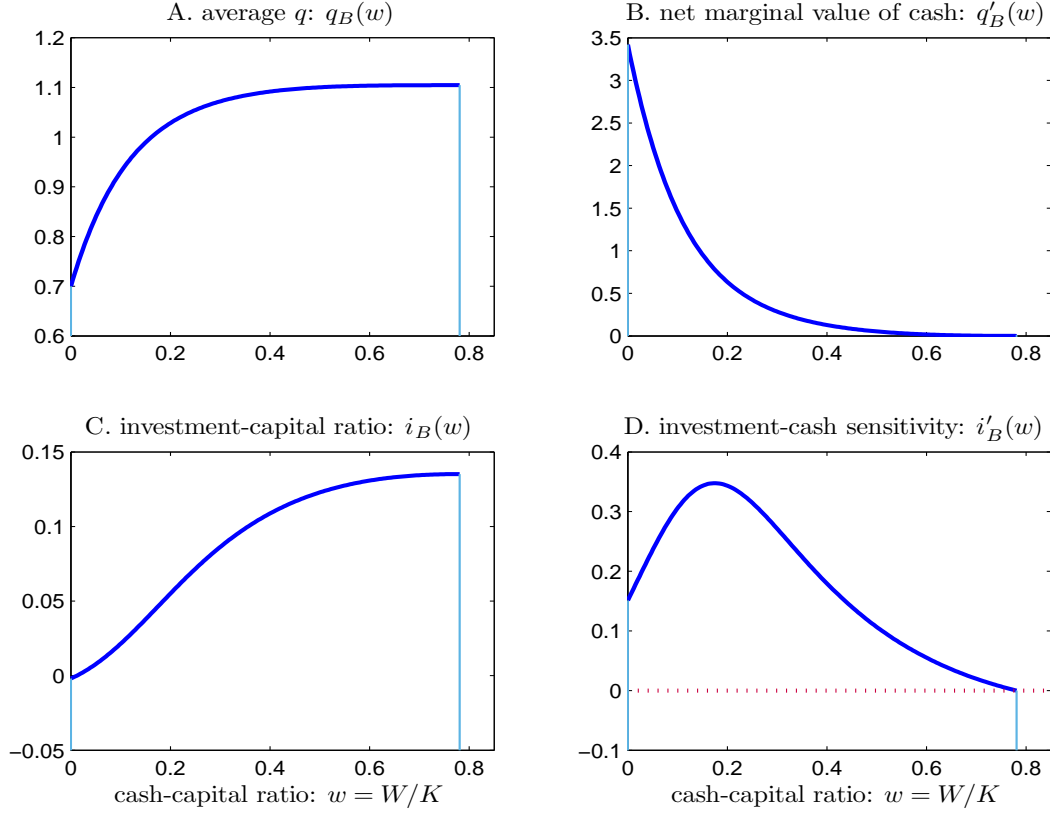 A. average q: q_B(w)
1.2
1.1
1
0.9
0.8
0.7
0.6
0 0.2 0.4 0.6 0.8
B. net marginal value of cash: q′_B(w)
3.5
3
2.5
2
1.5
1
0.5
0
0 0.2 0.4 0.6 0.8
C. investment-capital ratio: i_B(w)
0.15
0.1
0.05
0
−0.05
0 0.2 0.4 0.6 0.8
cash-capital ratio: w = W/K
D. investment-cash sensitivity: i′_B(w)
0.4
0.3
0.2
0.1
0
−0.1
0 0.2 0.4 0.6 0.8
cash-capital ratio: w = W/K